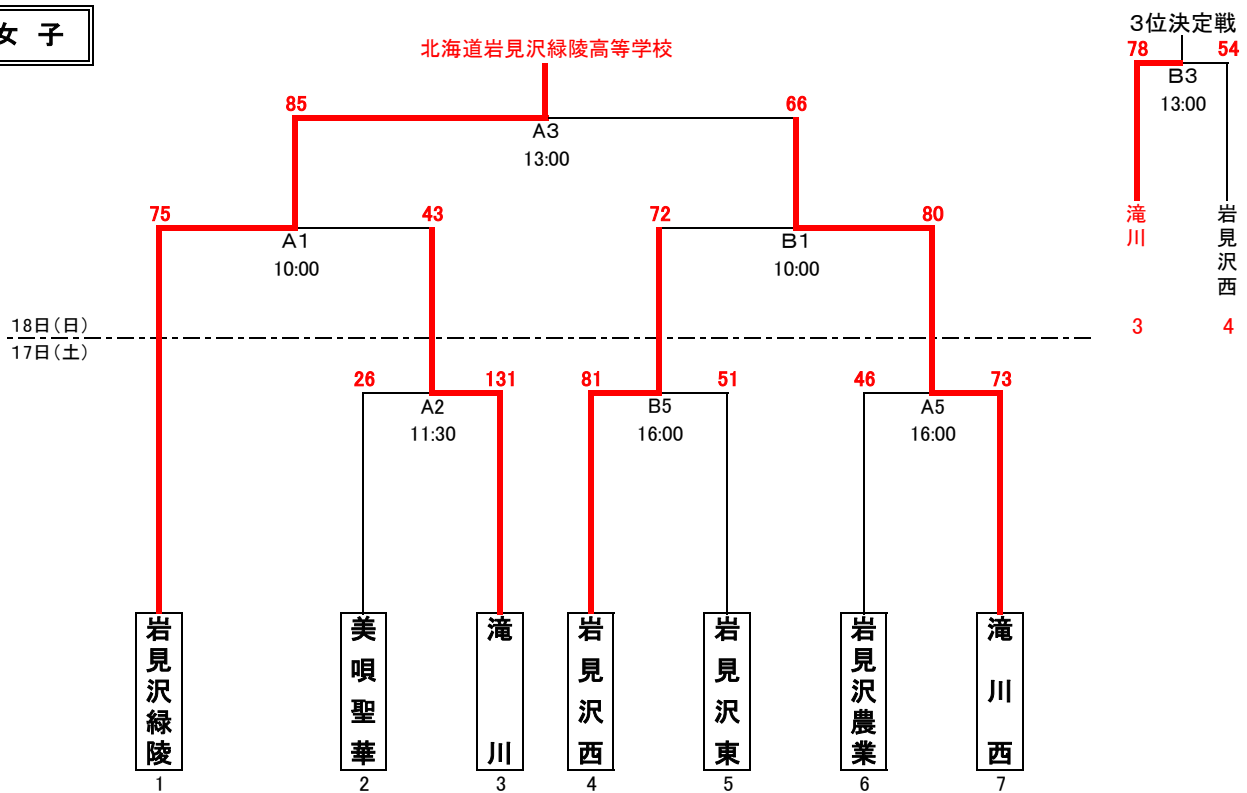 女 子
北海道岩見沢緑陵高等学校
3位決定戦
78 54
B3
13:00
滝川
岩見沢西
3 4
85 66
A3
13:00
75 43 72 80
A1 B1
10:00 10:00
18日(日)
17日(土)
26 131 81 51 46 73
A2 B5 A5
11:30 16:00 16:00
岩見沢緑陵
美唄聖華
滝川
岩見沢西
岩見沢東
岩見沢農業
滝川西
1 2 3 4 5 6 7